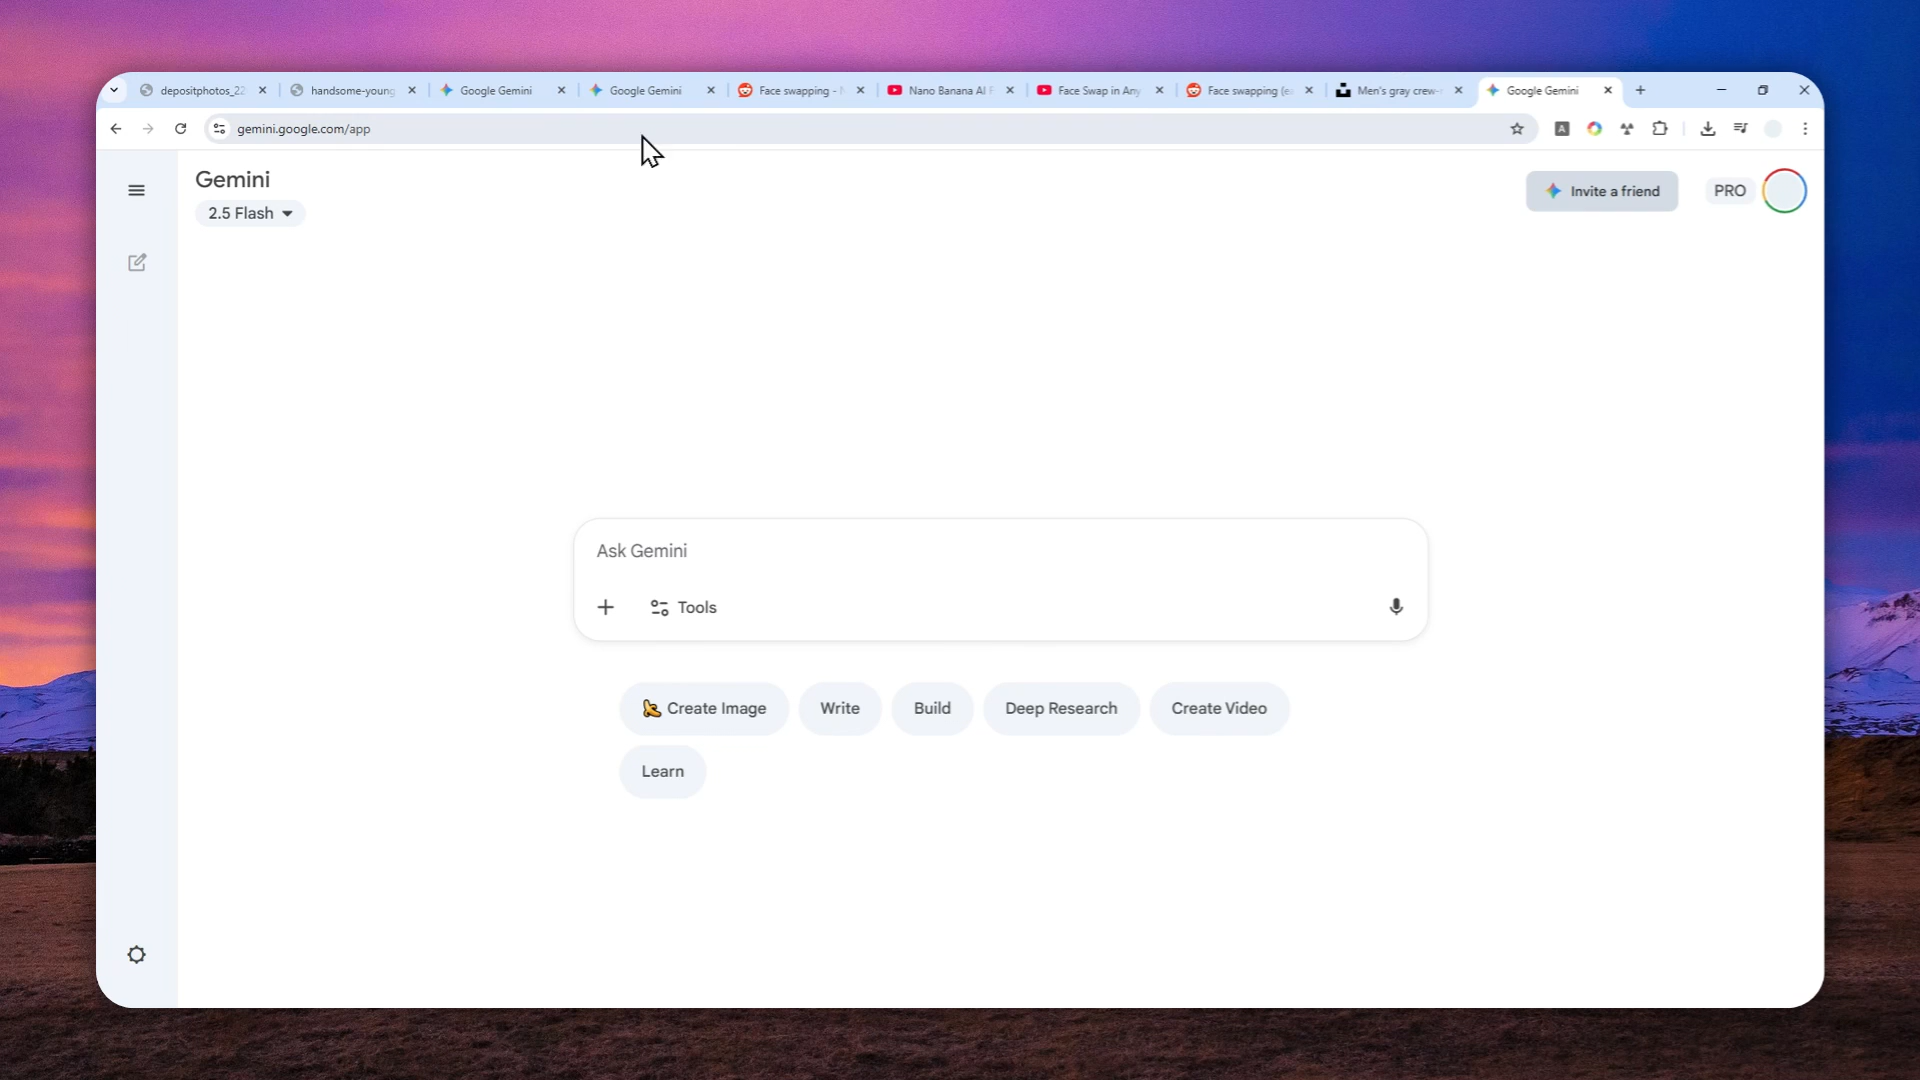 depositphotos_22
handsome-young
Google Gemini
Google Gemini
Face swapping -
Nano Banana AI F
Face Swap in Any
Face swapping (ea
Men's gray crew-
Google Gemini
gemini.google.com/app
A
Gemini
2.5 Flash
Invite a friend
PRO
Ask Gemini
Tools
Create Image
Write
Build
Deep Research
Create Video
Learn